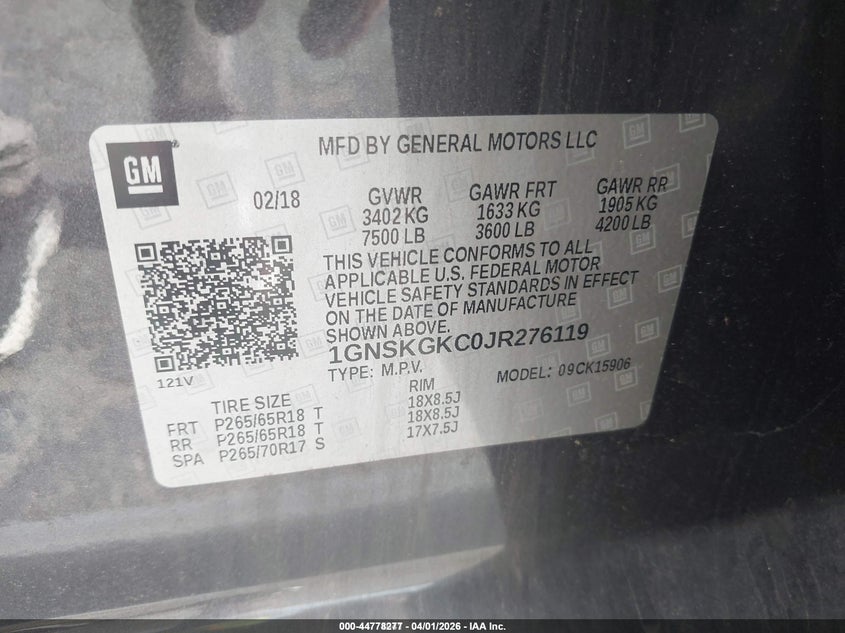 MFD BY GENERAL MOTORS LLC
GM
02/18
GVWR GAWR FRT GAWR RR
3402 KG 1633 KG 1905 KG
7500 LB 3600 LB 4200 LB
THIS VEHICLE CONFORMS TO ALL
APPLICABLE U.S. FEDERAL MOTOR
VEHICLE SAFETY STANDARDS IN EFFECT
ON THE DATE OF MANUFACTURE
SHOWN ABOVE.
1GNSKGKC0JR276119
TYPE: M.P.V. MODEL: 09CK15906
121V
TIRE SIZE RIM
FRT P265/65R18 T 18X8.5J
RR P265/65R18 T 18X8.5J
SPA P265/70R17 S 17X7.5J
000-44778277 - 04/01/2026 - IAA Inc.